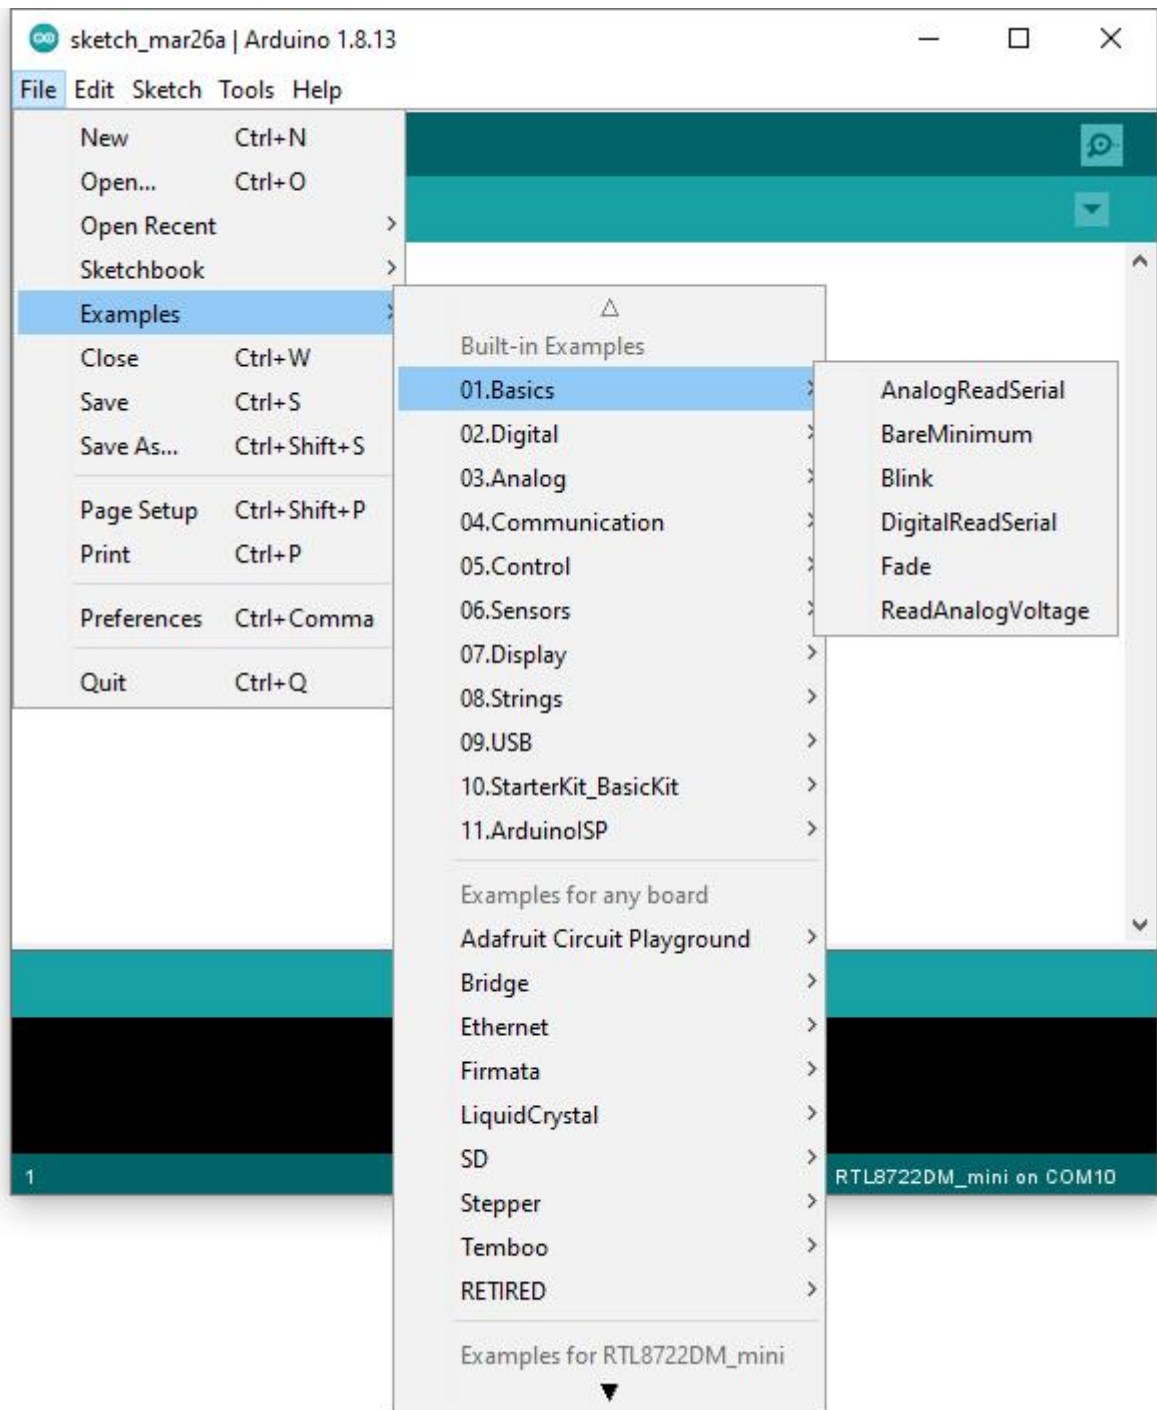 sketch_mar26a | Arduino 1.8.13
File Edit Sketch Tools Help
New Ctrl+N
Open... Ctrl+O
Open Recent
Sketchbook
Examples
Close Ctrl+W
Save Ctrl+S
Save As... Ctrl+Shift+S
Page Setup Ctrl+Shift+P
Print Ctrl+P
Preferences Ctrl+Comma
Quit Ctrl+Q
Built-in Examples
01.Basics
02.Digital
03.Analog
04.Communication
05.Control
06.Sensors
07.Display
08.Strings
09.USB
10.StarterKit_BasicKit
11.ArduinoISP
Examples for any board
Adafruit Circuit Playground
Bridge
Ethernet
Firmata
LiquidCrystal
SD
Stepper
Temboo
RETIRED
Examples for RTL8722DM_mini
AnalogReadSerial
BareMinimum
Blink
DigitalReadSerial
Fade
ReadAnalogVoltage
1
RTL8722DM_mini on COM10